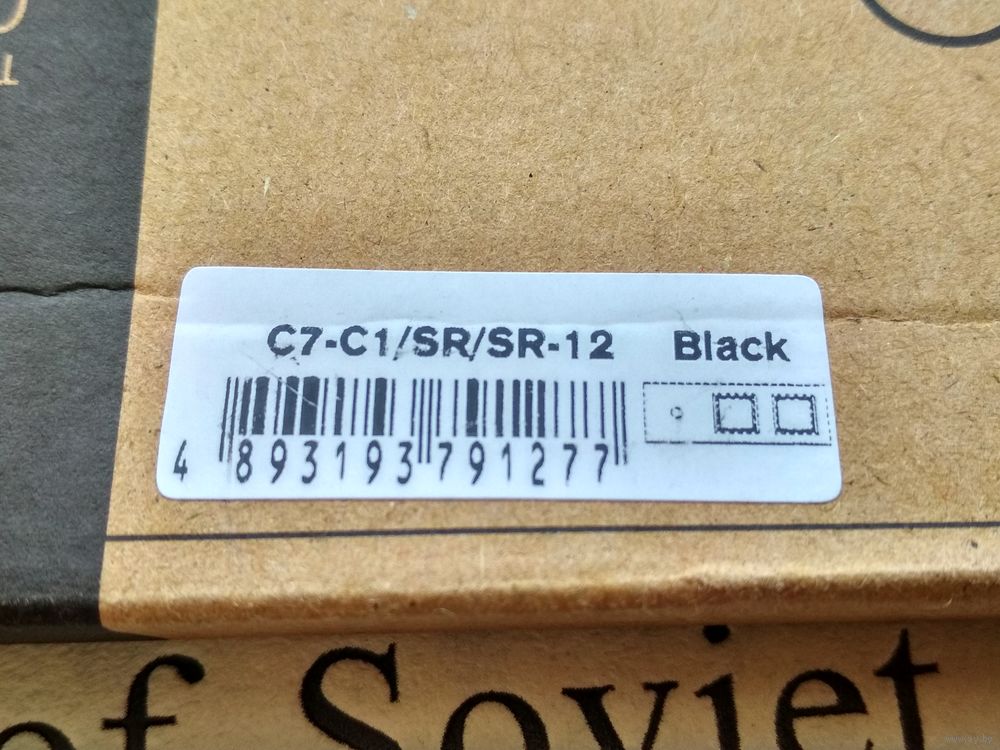 C7-C1/SR/SR-12 Black
4 893193 791277
of Soviet